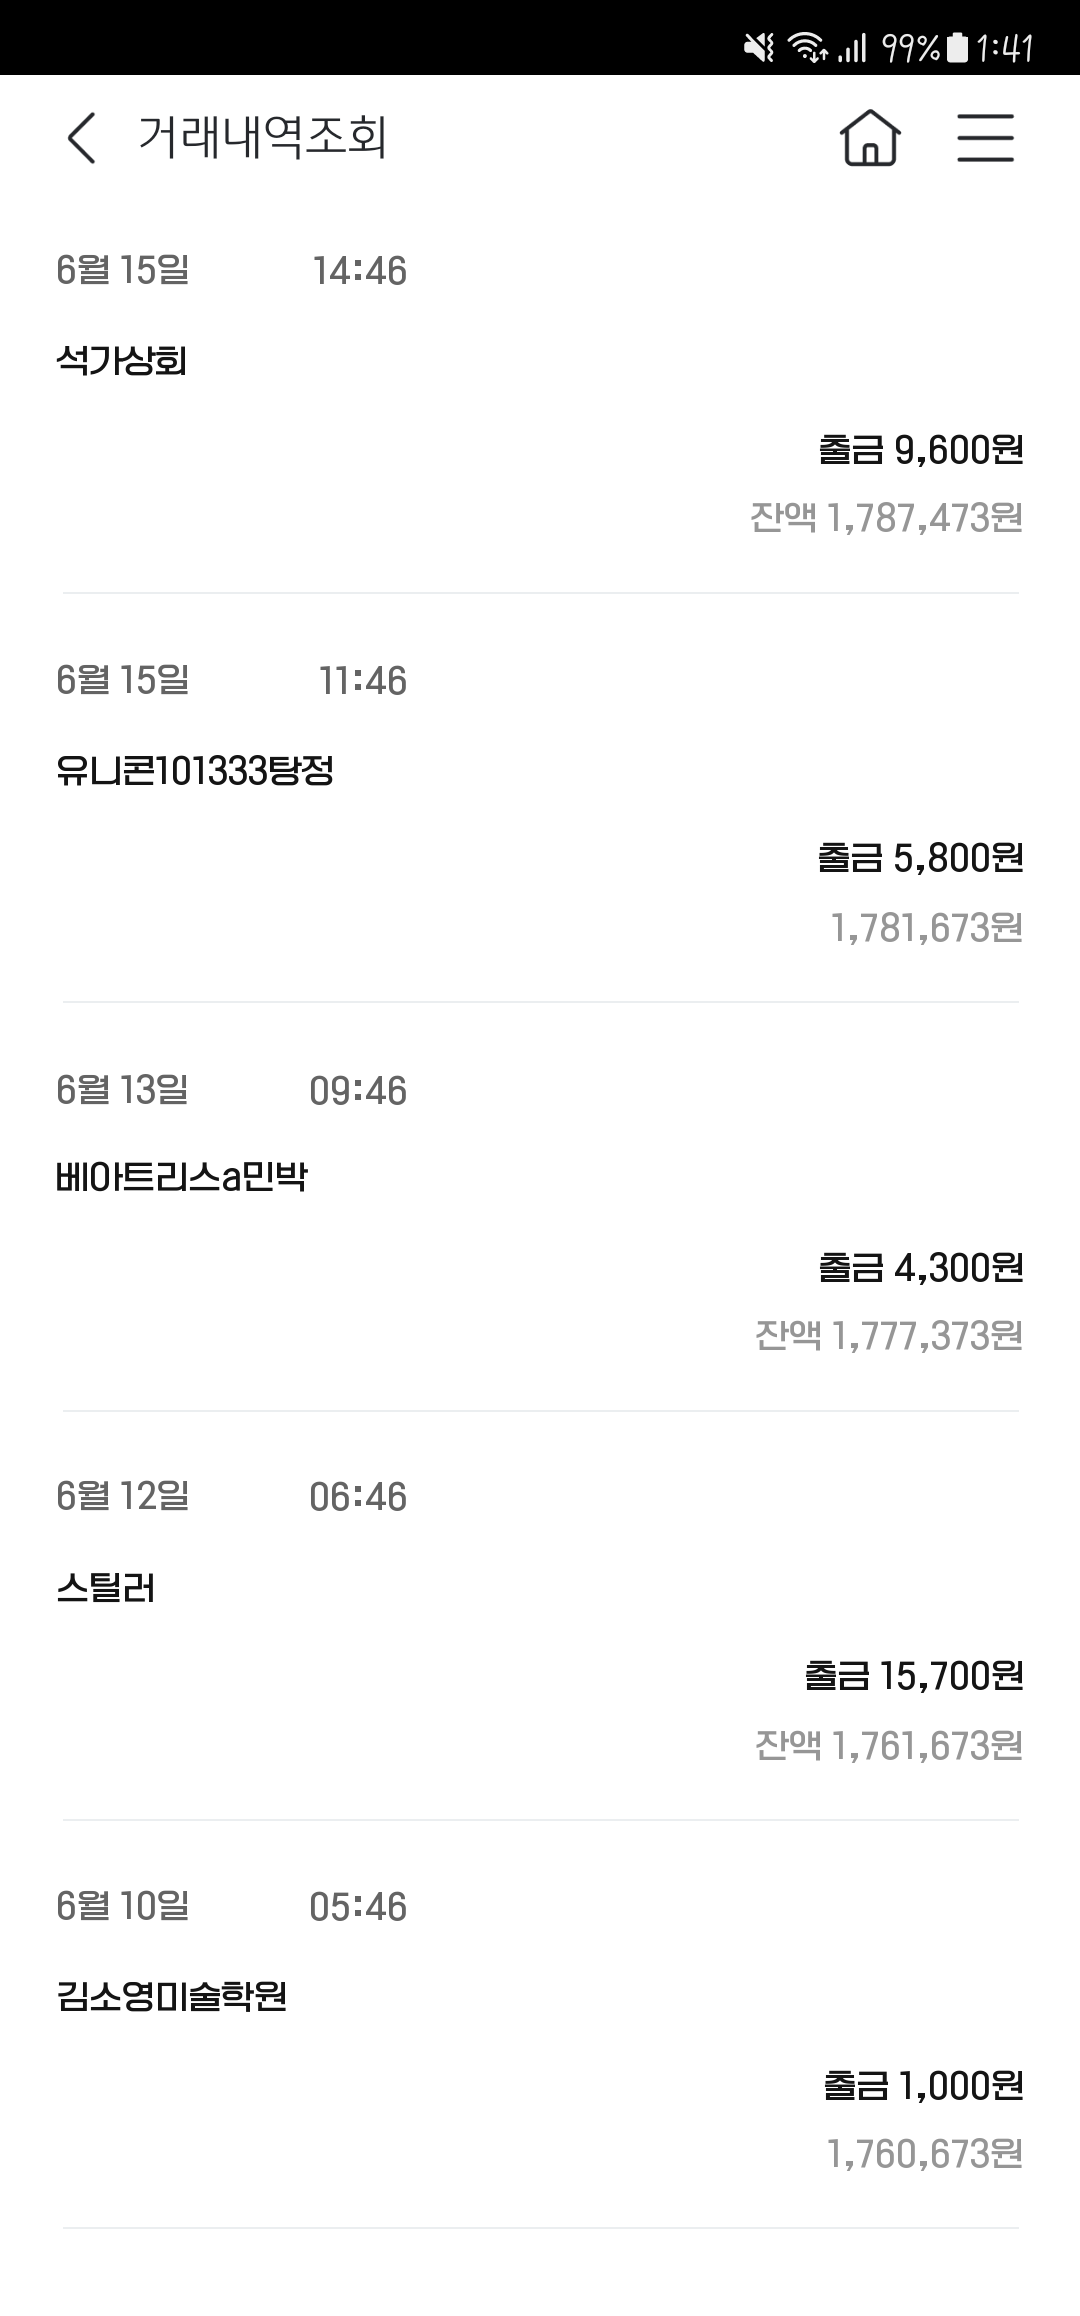 99% 1:41
거래내역조회
6월 15일 14:46
석가상회
출금 9,600원
잔액 1,787,473원
6월 15일 11:46
유니콘101333탕정
출금 5,800원
1,781,673원
6월 13일 09:46
베아트리스a민박
출금 4,300원
잔액 1,777,373원
6월 12일 06:46
스틸러
출금 15,700원
잔액 1,761,673원
6월 10일 05:46
김소영미술학원
출금 1,000원
1,760,673원